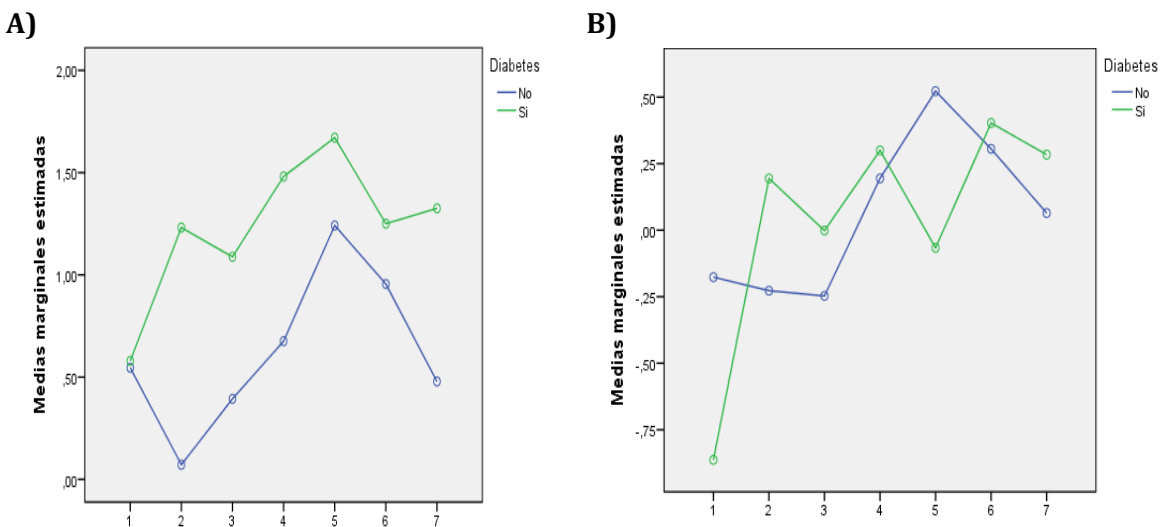 A)
Medias marginales estimadas
2,00
1,50
1,00
,50
,00
1 2 3 4 5 6 7
Diabetes
No
Si
B)
Medias marginales estimadas
,50
,25
,00
-,25
-,50
-,75
1 2 3 4 5 6 7
Diabetes
No
Si